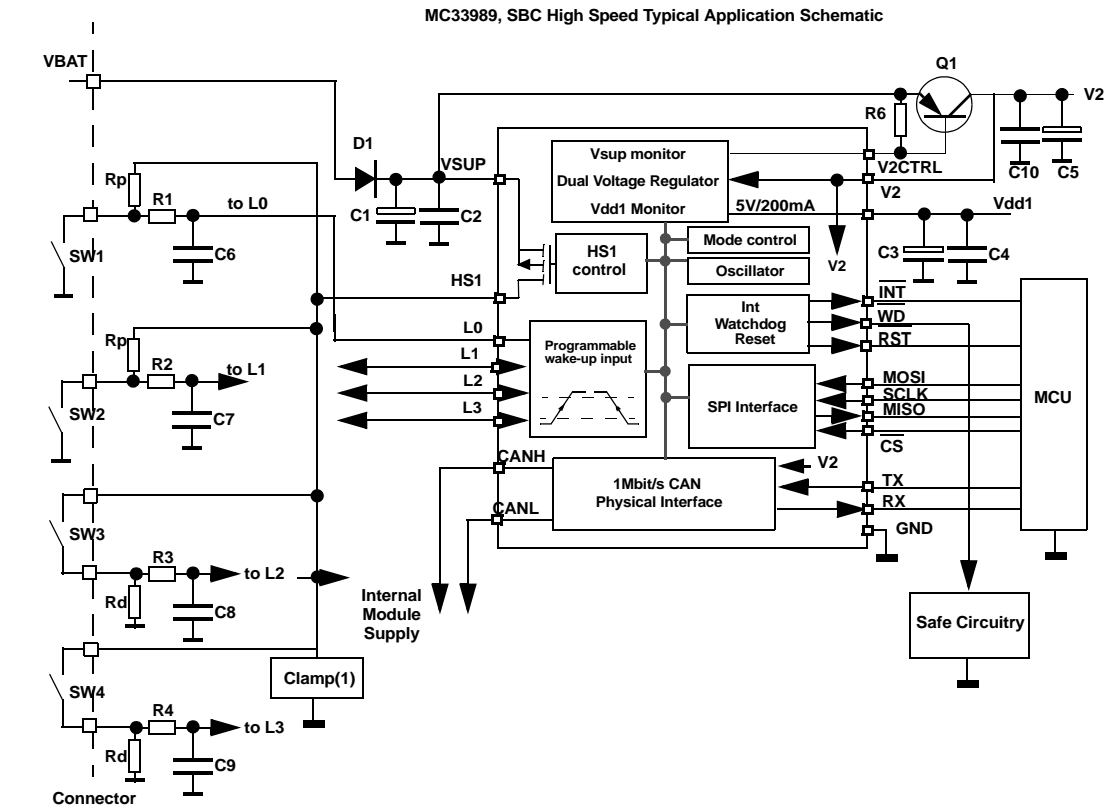 MC33989, SBC High Speed Typical Application Schematic
VBAT
Q1
V2
R6
D1
VSUP
V2CTRL
C10 C5
V2
C1
C2
Vsup monitor
Dual Voltage Regulator
Vdd1 Monitor
5V/200mA
Vdd1
Rp
R1
to L0
C6
SW1
HS1
control
HS1
Mode control
Oscillator
V2
C3
C4
INT
WD
RST
Int
Watchdog
Reset
L0
L1
L2
L3
Programmable
wake-up input
Rp
R2
to L1
C7
SW2
SPI Interface
MOSI
SCLK
MISO
CS
MCU
CANH
CANL
1Mbit/s CAN
Physical Interface
V2
TX
RX
GND
SW3
R3
to L2
Rd
C8
Internal
Module
Supply
Safe Circuitry
SW4
Clamp(1)
R4
to L3
Rd
C9
Connector